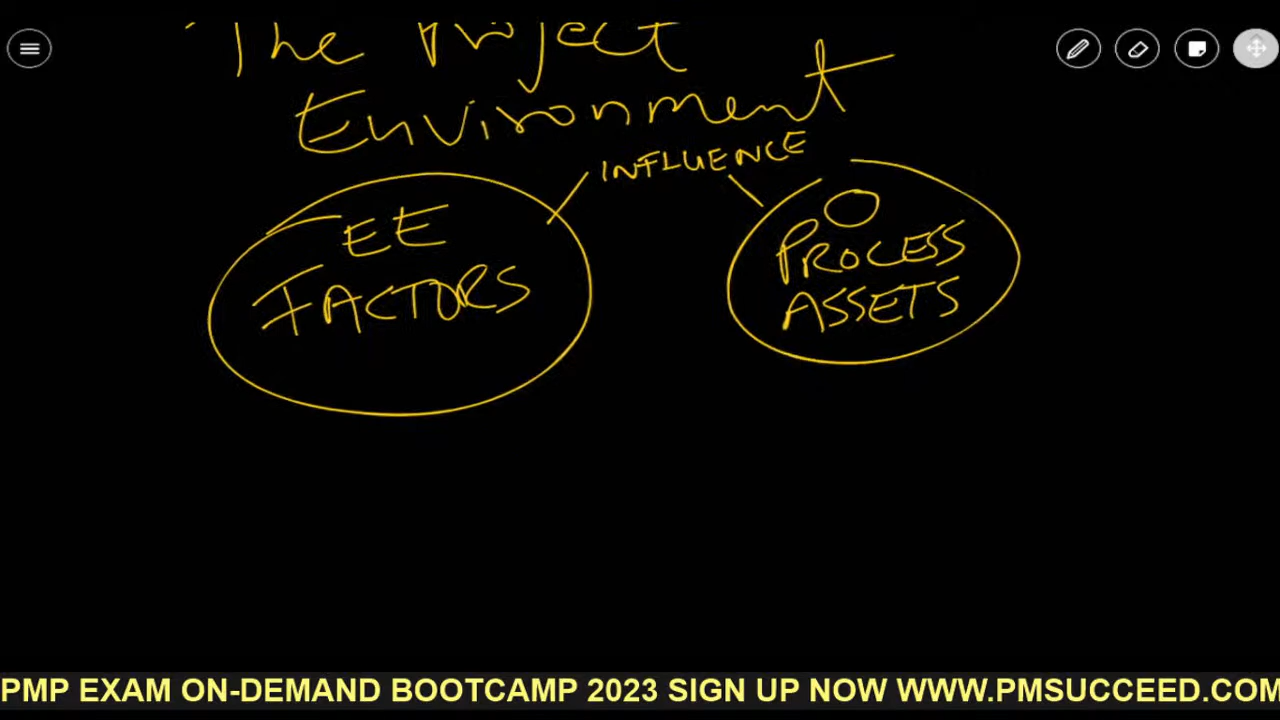 The Project
Environment
INFLUENCE
EE
FACTORS
O
PROCESS
ASSETS
PMP EXAM ON-DEMAND BOOTCAMP 2023 SIGN UP NOW WWW.PMSUCCEED.COM